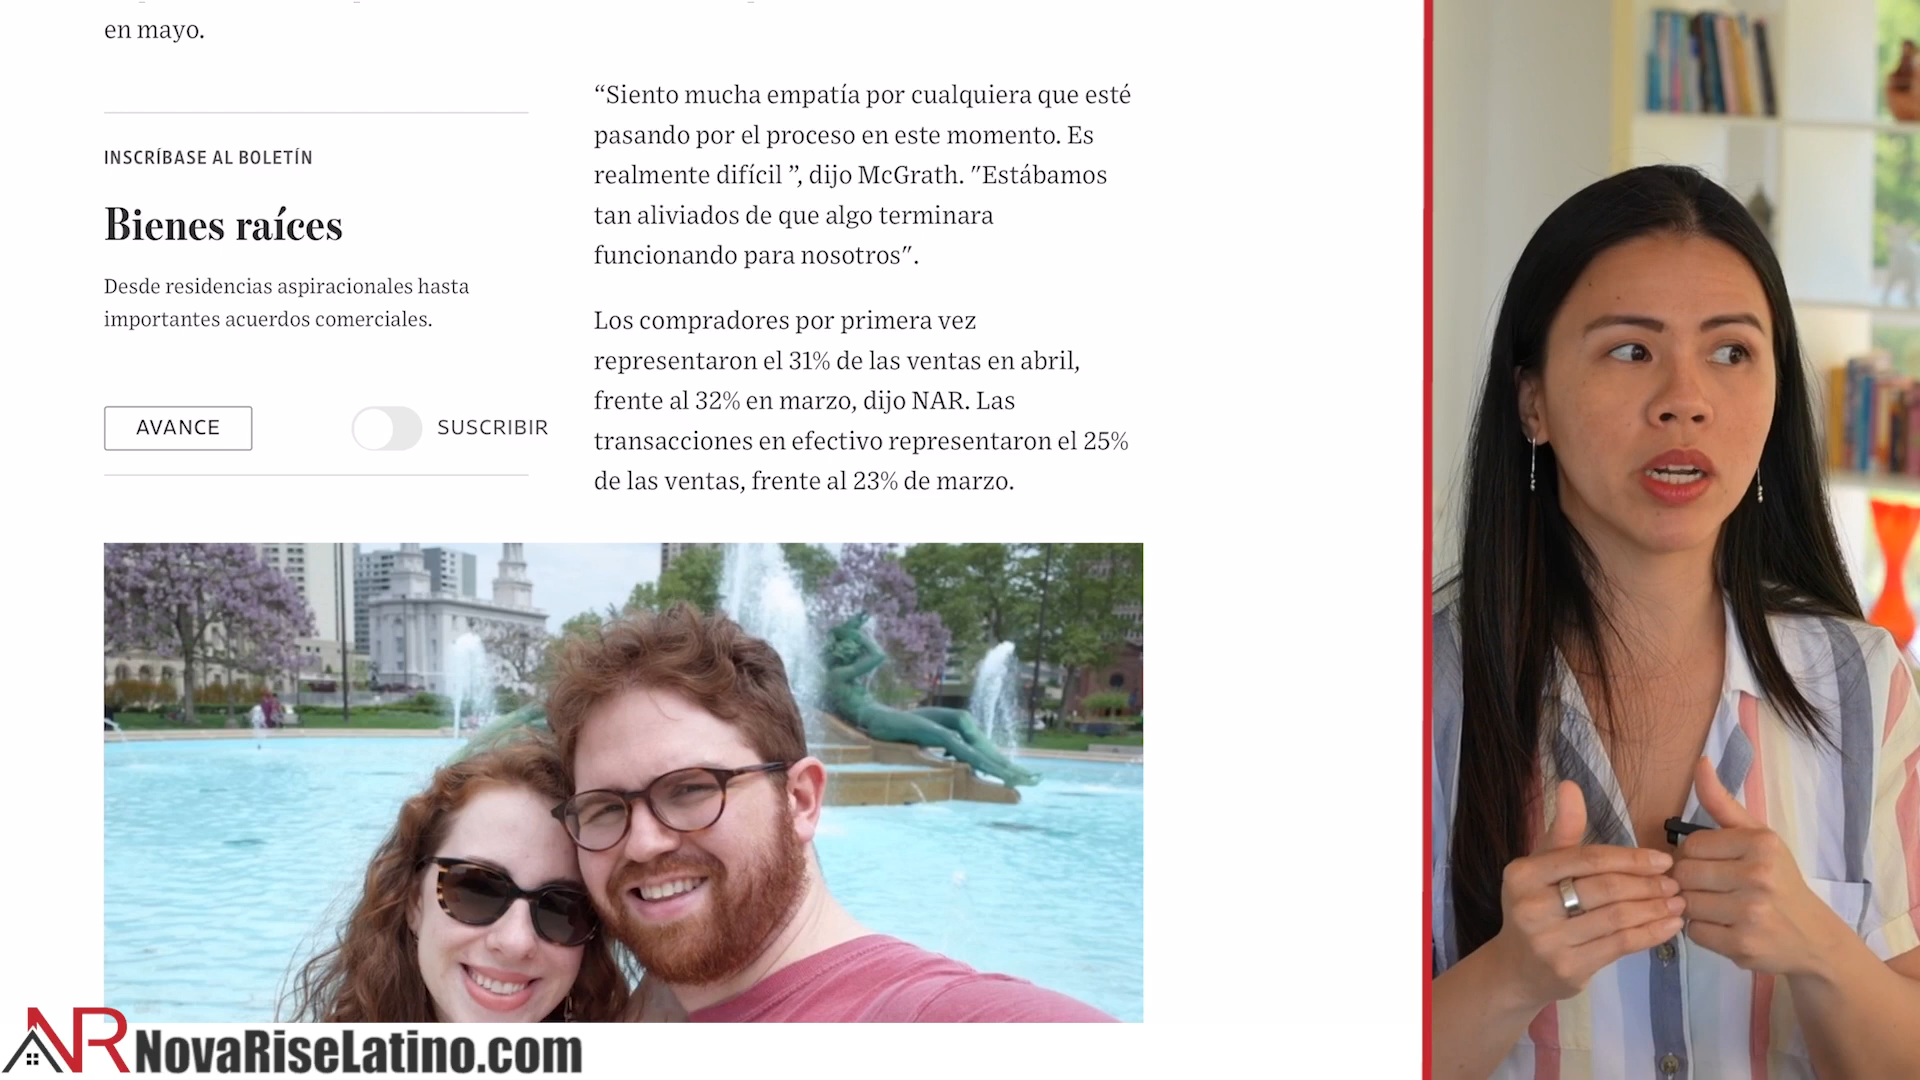 en mayo.
INSCRÍBASE AL BOLETÍN
Bienes raíces
Desde residencias aspiracionales hasta
importantes acuerdos comerciales.
AVANCE
SUSCRIBIR
“Siento mucha empatía por cualquiera que esté
pasando por el proceso en este momento. Es
realmente difícil ”, dijo McGrath. "Estábamos
tan aliviados de que algo terminara
funcionando para nosotros".
Los compradores por primera vez
representaron el 31% de las ventas en abril,
frente al 32% en marzo, dijo NAR. Las
transacciones en efectivo representaron el 25%
de las ventas, frente al 23% de marzo.
NR NovaRiseLatino.com